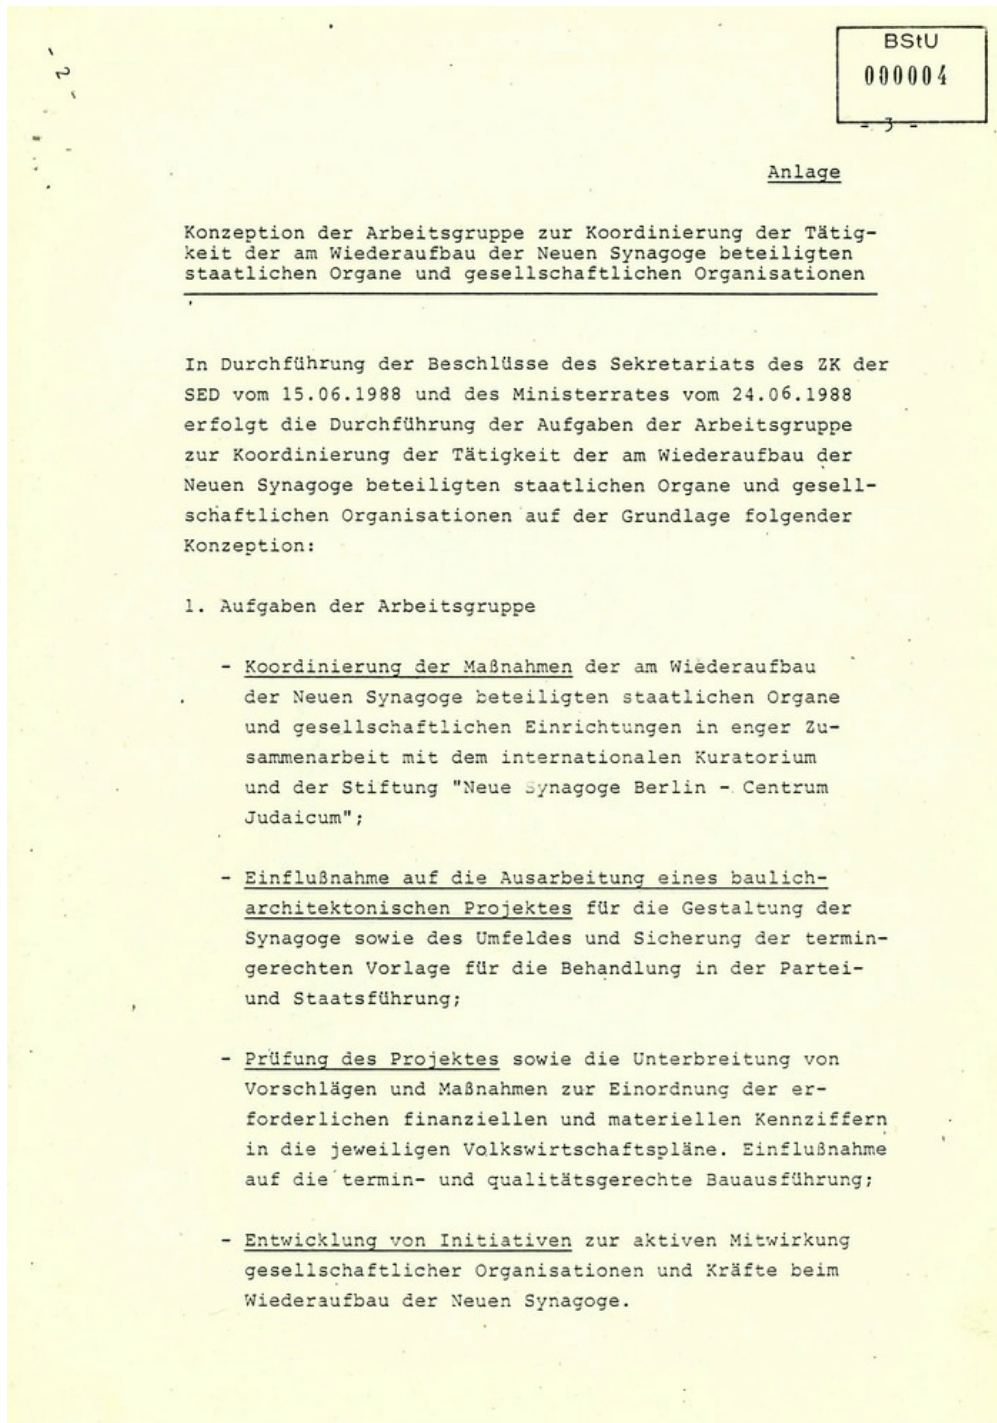 - 2 -
BStU
000004
- 3 -
Anlage
Konzeption der Arbeitsgruppe zur Koordinierung der Tätig-
keit der am Wiederaufbau der Neuen Synagoge beteiligten
staatlichen Organe und gesellschaftlichen Organisationen
In Durchführung der Beschlüsse des Sekretariats des ZK der
SED vom 15.06.1988 und des Ministerrates vom 24.06.1988
erfolgt die Durchführung der Aufgaben der Arbeitsgruppe
zur Koordinierung der Tätigkeit der am Wiederaufbau der
Neuen Synagoge beteiligten staatlichen Organe und gesell-
schaftlichen Organisationen auf der Grundlage folgender
Konzeption:
1. Aufgaben der Arbeitsgruppe
- Koordinierung der Maßnahmen der am Wiederaufbau
der Neuen Synagoge beteiligten staatlichen Organe
und gesellschaftlichen Einrichtungen in enger Zu-
sammenarbeit mit dem internationalen Kuratorium
und der Stiftung "Neue Synagoge Berlin - Centrum
Judaicum";
- Einflußnahme auf die Ausarbeitung eines baulich-
architektonischen Projektes für die Gestaltung der
Synagoge sowie des Umfeldes und Sicherung der termin-
gerechten Vorlage für die Behandlung in der Partei-
und Staatsführung;
- Prüfung des Projektes sowie die Unterbreitung von
Vorschlägen und Maßnahmen zur Einordnung der er-
forderlichen finanziellen und materiellen Kennziffern
in die jeweiligen Volkswirtschaftspläne. Einflußnahme
auf die termin- und qualitätsgerechte Bauausführung;
- Entwicklung von Initiativen zur aktiven Mitwirkung
gesellschaftlicher Organisationen und Kräfte beim
Wiederaufbau der Neuen Synagoge.